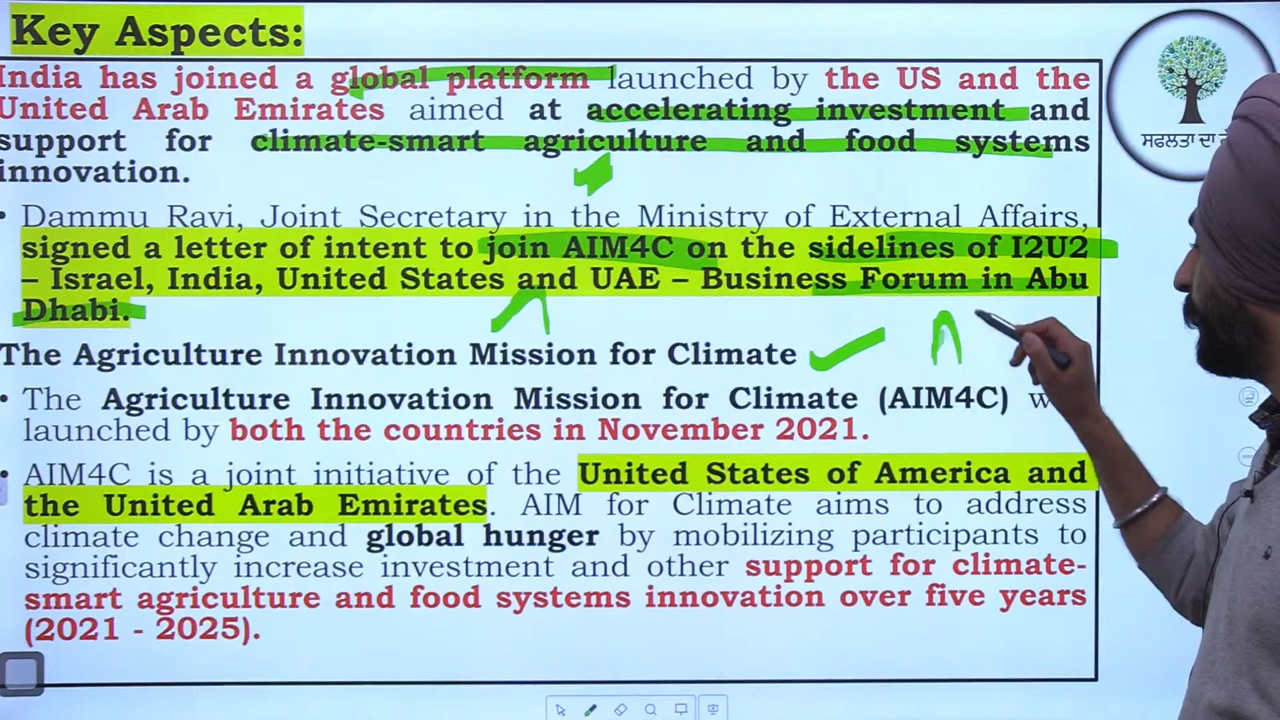 Key Aspects:
India has joined a global platform launched by the US and the
United Arab Emirates aimed at accelerating investment and
support for climate-smart agriculture and food systems
innovation.
• Dammu Ravi, Joint Secretary in the Ministry of External Affairs,
signed a letter of intent to join AIM4C on the sidelines of I2U2
– Israel, India, United States and UAE – Business Forum in Abu
Dhabi.
The Agriculture Innovation Mission for Climate
• The Agriculture Innovation Mission for Climate (AIM4C)
launched by both the countries in November 2021.
• AIM4C is a joint initiative of the United States of America and
the United Arab Emirates. AIM for Climate aims to address
climate change and global hunger by mobilizing participants to
significantly increase investment and other support for climate-
smart agriculture and food systems innovation over five years
(2021 - 2025).
ਸਫਲਤਾ ਦਾ